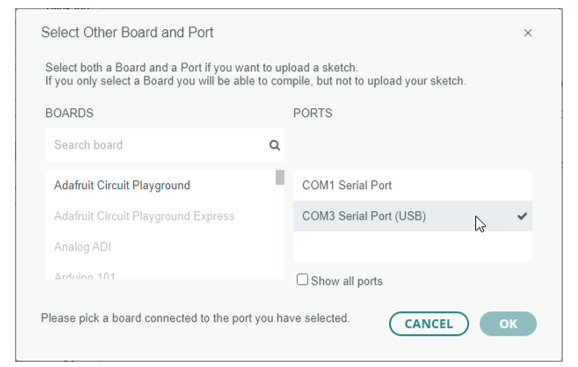 Select Other Board and Port
Select both a Board and a Port if you want to upload a sketch.
If you only select a Board you will be able to compile, but not to upload your sketch.
BOARDS
PORTS
Search board
Adafruit Circuit Playground
Adafruit Circuit Playground Express
Analog ADI
Arduino 101
COM1 Serial Port
COM3 Serial Port (USB)
Show all ports
Please pick a board connected to the port you have selected.
CANCEL
OK